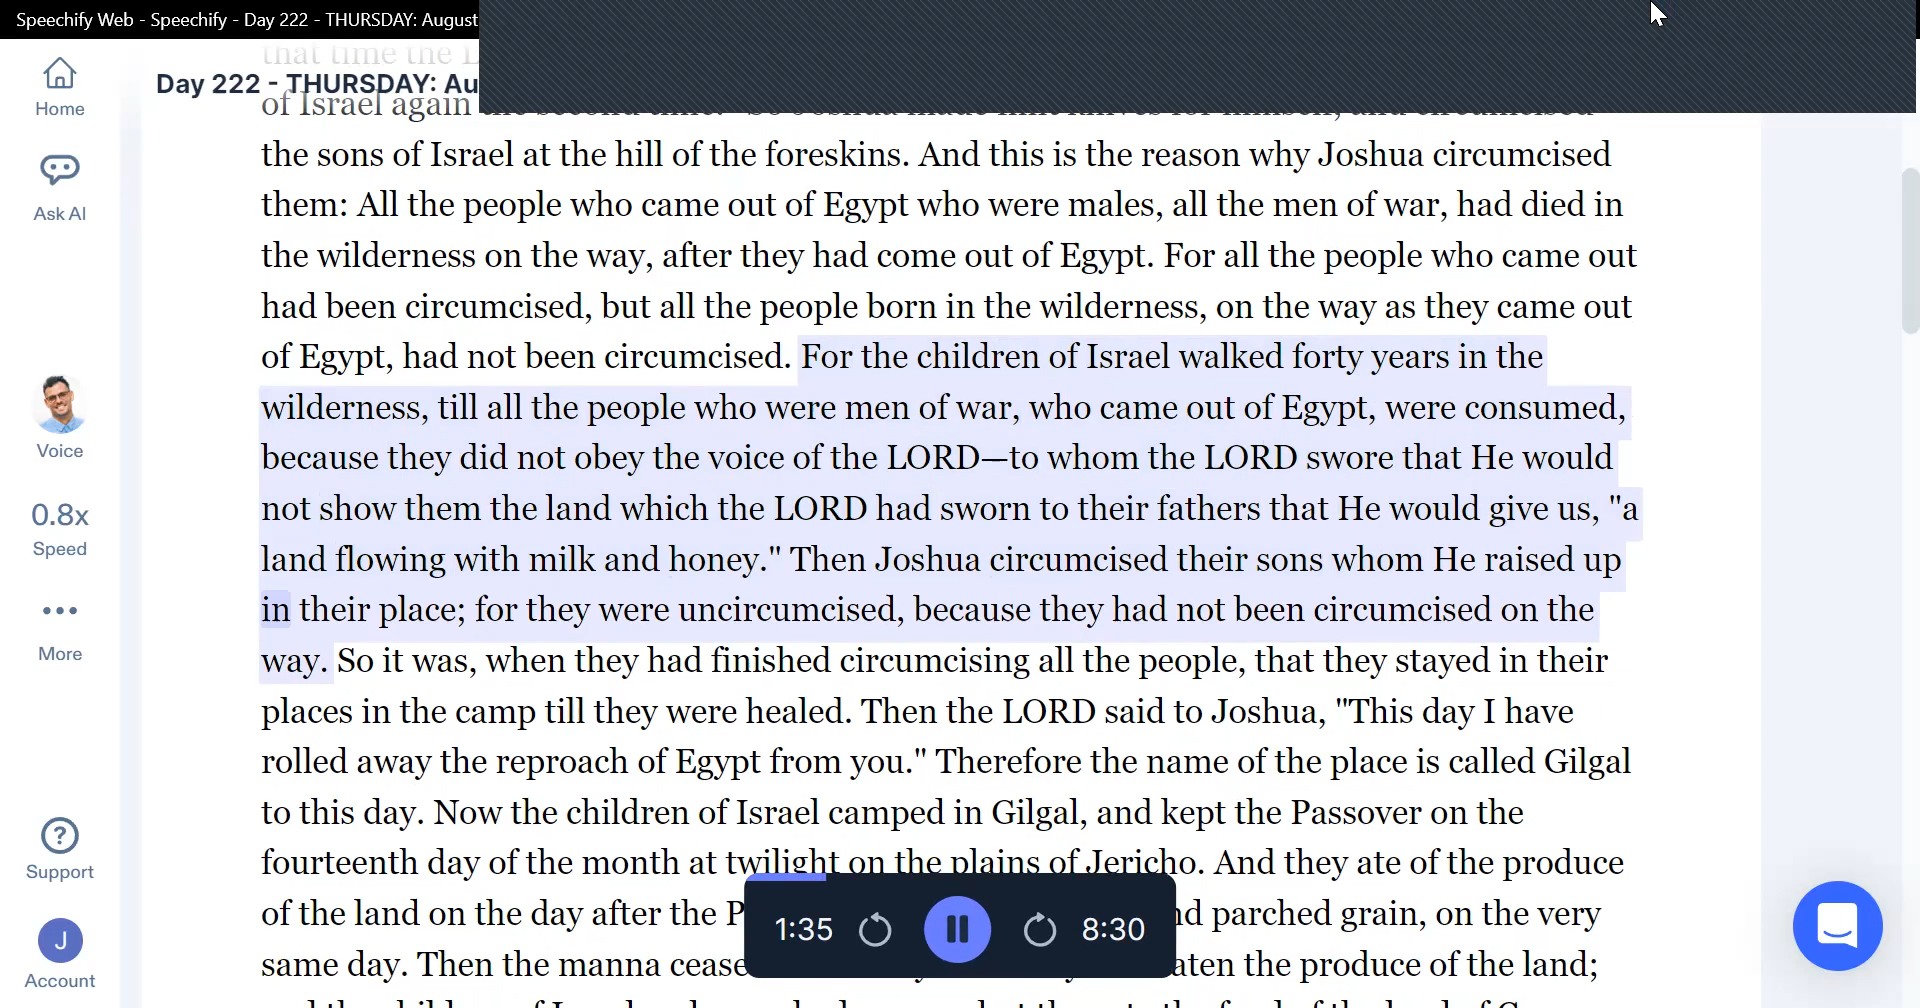 Speechify Web - Speechify - Day 222 - THURSDAY: August
that time the
Day 222 - THURSDAY: Au
of Israel again
the sons of Israel at the hill of the foreskins. And this is the reason why Joshua circumcised
them: All the people who came out of Egypt who were males, all the men of war, had died in
the wilderness on the way, after they had come out of Egypt. For all the people who came out
had been circumcised, but all the people born in the wilderness, on the way as they came out
of Egypt, had not been circumcised. For the children of Israel walked forty years in the
wilderness, till all the people who were men of war, who came out of Egypt, were consumed,
because they did not obey the voice of the LORD—to whom the LORD swore that He would
not show them the land which the LORD had sworn to their fathers that He would give us, "a
land flowing with milk and honey." Then Joshua circumcised their sons whom He raised up
in their place; for they were uncircumcised, because they had not been circumcised on the
way. So it was, when they had finished circumcising all the people, that they stayed in their
places in the camp till they were healed. Then the LORD said to Joshua, "This day I have
rolled away the reproach of Egypt from you." Therefore the name of the place is called Gilgal
to this day. Now the children of Israel camped in Gilgal, and kept the Passover on the
fourteenth day of the month at twilight on the plains of Jericho. And they ate of the produce
of the land on the day after the P nd parched grain, on the very
same day. Then the manna cease aten the produce of the land;
Home
Ask AI
Voice
0.8x
Speed
More
Support
J
Account
1:35
8:30